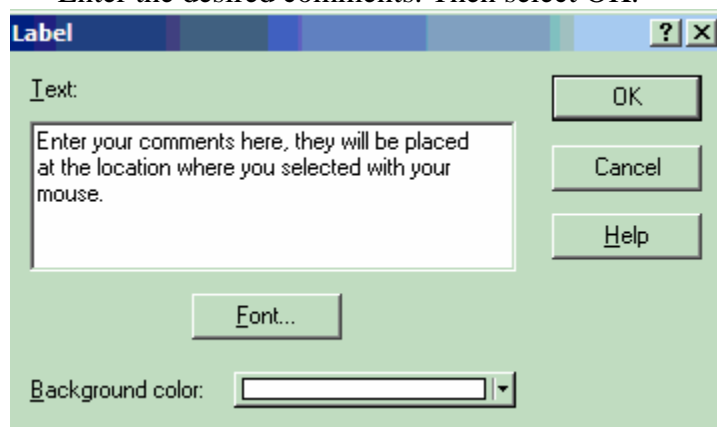 Enter the desired comments. Then select OK.
Label
Text:
OK
Enter your comments here, they will be placed
at the location where you selected with your
mouse.
Cancel
Help
Font...
Background color: